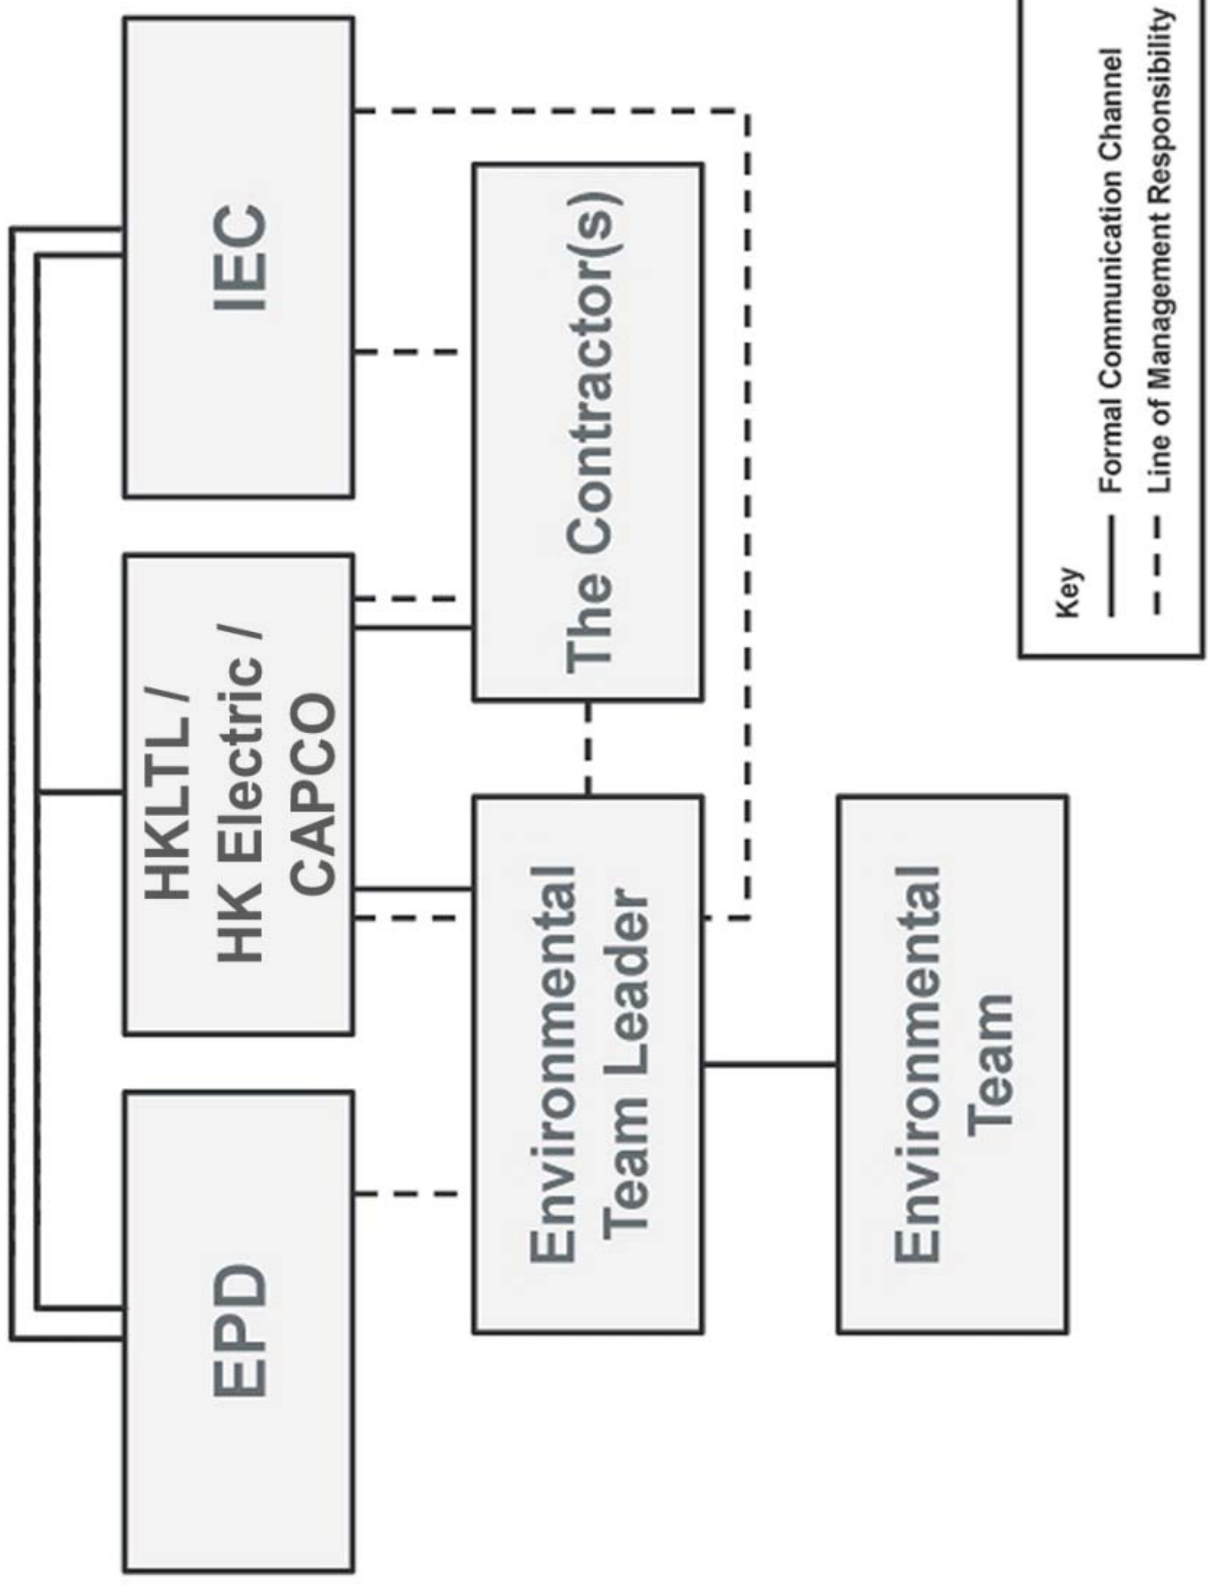 EPD
HKLTL /
HK Electric /
CAPCO
IEC
Environmental
Team Leader
The Contractor(s)
Environmental
Team
Key
Formal Communication Channel
Line of Management Responsibility